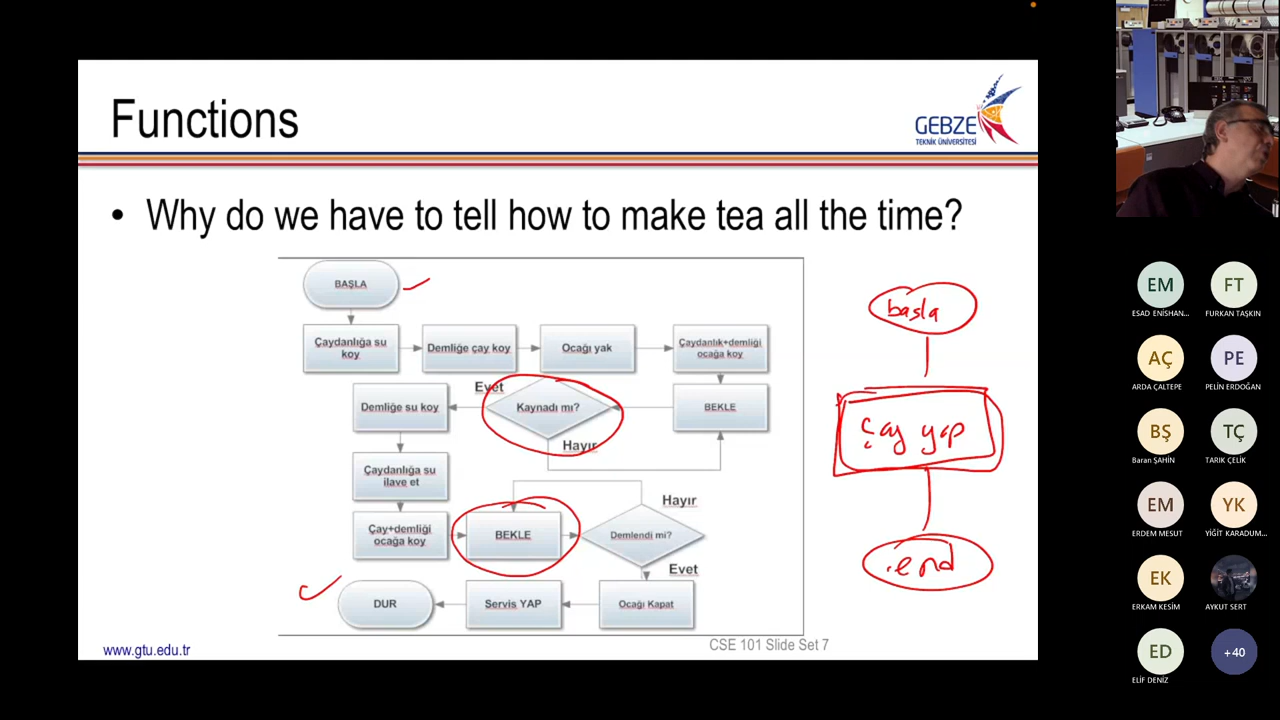 Functions
GEBZE
TEKNİK ÜNİVERSİTESİ
• Why do we have to tell how to make tea all the time?
BAŞLA
Çaydanlığa su
koy
Demliğe çay koy
Ocağı yak
Çaydanlık+demliği
ocağa koy
Evet
Demliğe su koy
Kaynadı mı?
BEKLE
Hayır
Çaydanlığa su
ilave et
Hayır
Çay+demliği
ocağa koy
BEKLE
Demlendi mi?
Evet
DUR
Servis YAP
Ocağı Kapat
başla
çay yap
end
www.gtu.edu.tr
CSE 101 Slide Set 7
EM
ESAD ENİSHAN...
FT
FURKAN TAŞKIN
AÇ
ARDA ÇALTEPE
PE
PELİN ERDOĞAN
BŞ
Baran ŞAHİN
TÇ
TARIK ÇELİK
EM
ERDEM MESUT
YK
YİĞİT KARADUM...
EK
ERKAM KESİM
AYKUT SERT
ED
ELİF DENİZ
+40